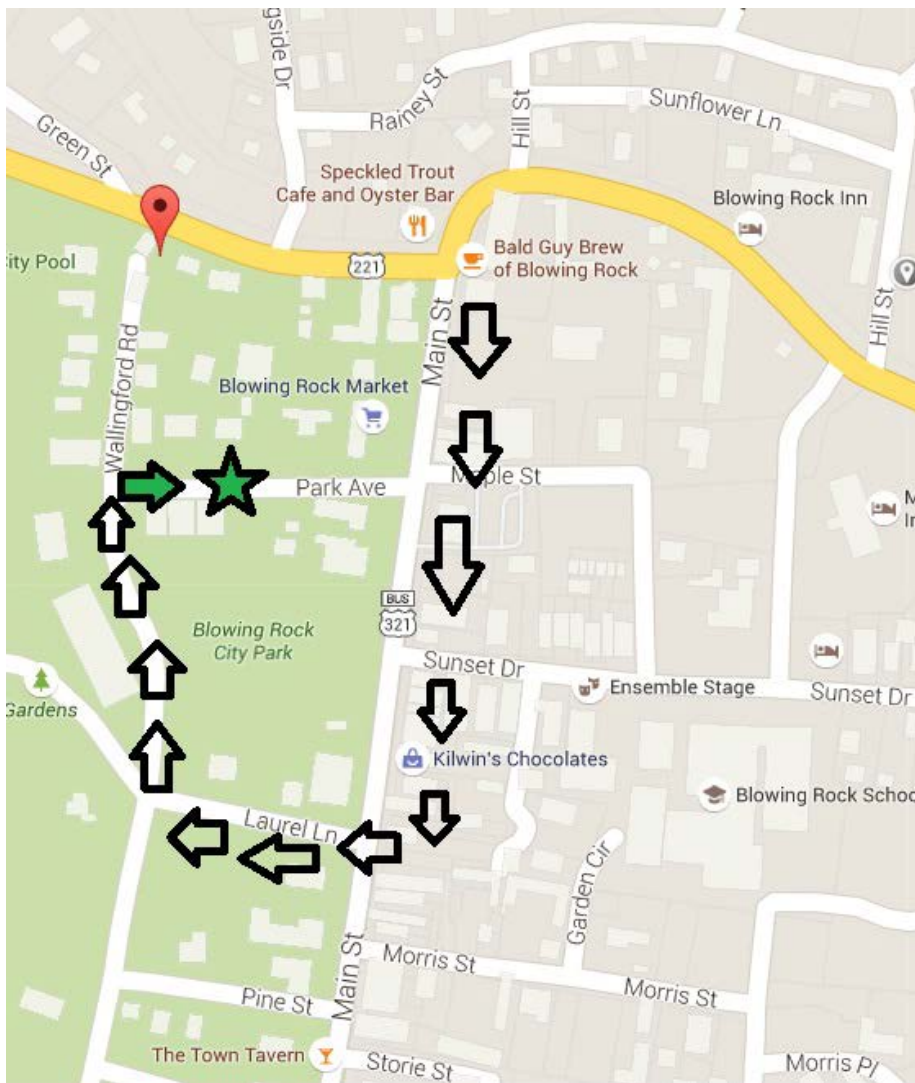 gside Dr
Green St
Rainey St
Hill St
Sunflower Ln
Speckled Trout
Cafe and Oyster Bar
Blowing Rock Inn
City Pool
221
Bald Guy Brew
of Blowing Rock
Hill St
Main St
Wallingford Rd
Blowing Rock Market
Park Ave
Maple St
BUS
321
Blowing Rock
City Park
Sunset Dr
Ensemble Stage
Sunset Dr
Gardens
Kilwin's Chocolates
Blowing Rock Schoo
Laurel Ln
Garden Cir
Main St
Morris St
Morris St
Pine St
The Town Tavern
Storie St
Morris Pl